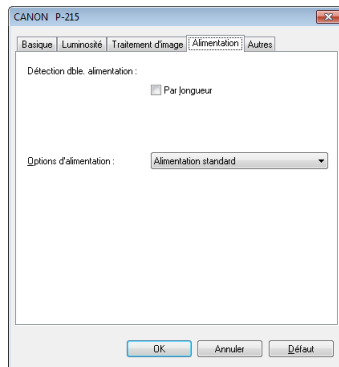 CANON P-215
Basique Luminosité Traitement d'image Alimentation Autres
Détection dble. alimentation :
Par longueur
Options d'alimentation : Alimentation standard
OK Annuler Défaut